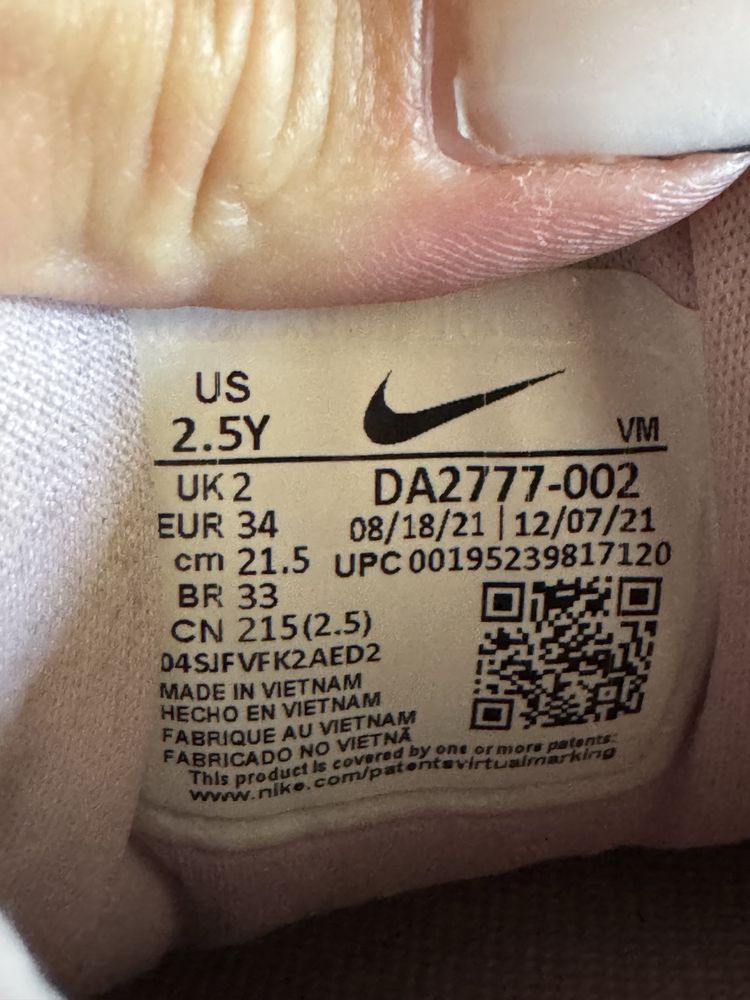 US
2.5Y
VM
UK 2
DA2777-002
EUR 34
08/18/21 | 12/07/21
cm 21.5
UPC 00195239817120
BR 33
CN 215(2.5)
04SJFVFK2AED2
MADE IN VIETNAM
HECHO EN VIETNAM
FABRIQUE AU VIETNAM
FABRICADO NO VIETNÃ
This product is covered by one or more patents:
www.nike.com/patentsvirtualmarking